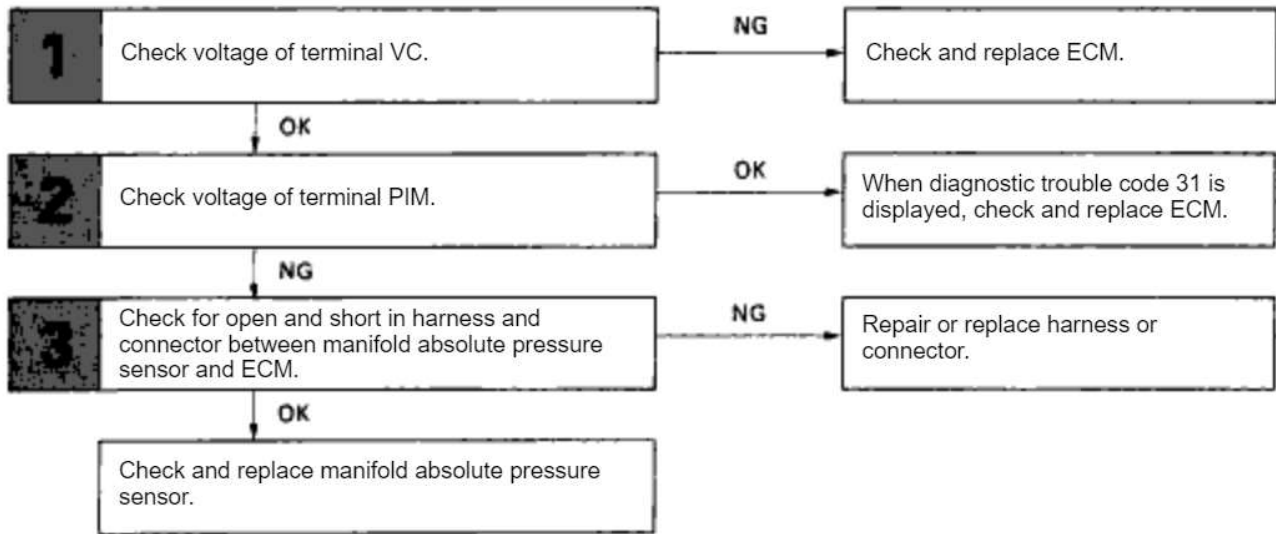 1
Check voltage of terminal VC.
NG
Check and replace ECM.
OK
2
Check voltage of terminal PIM.
OK
When diagnostic trouble code 31 is
displayed, check and replace ECM.
NG
3
Check for open and short in harness and
connector between manifold absolute pressure
sensor and ECM.
NG
Repair or replace harness or
connector.
OK
Check and replace manifold absolute pressure
sensor.